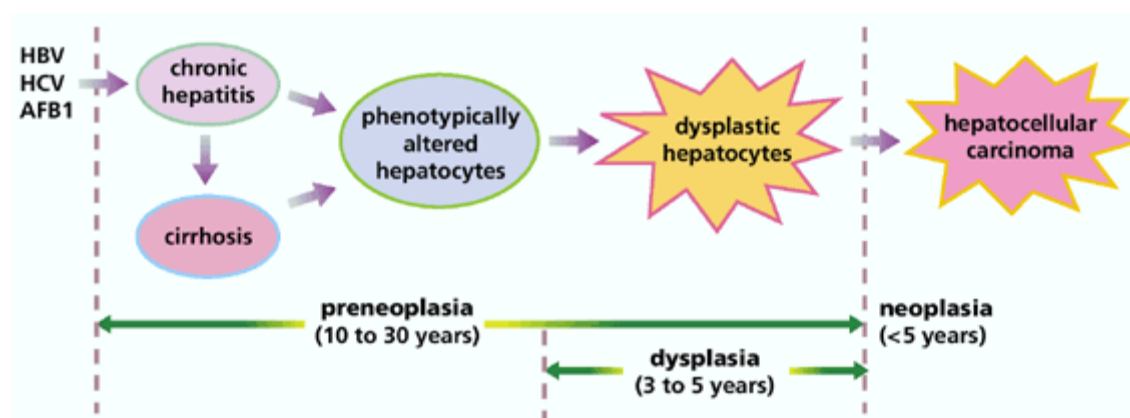 HBV
HCV
AFB1
chronic
hepatitis
cirrhosis
phenotypically
altered
hepatocytes
dysplastic
hepatocytes
hepatocellular
carcinoma
preneoplasia
(10 to 30 years)
neoplasia
(<5 years)
dysplasia
(3 to 5 years)